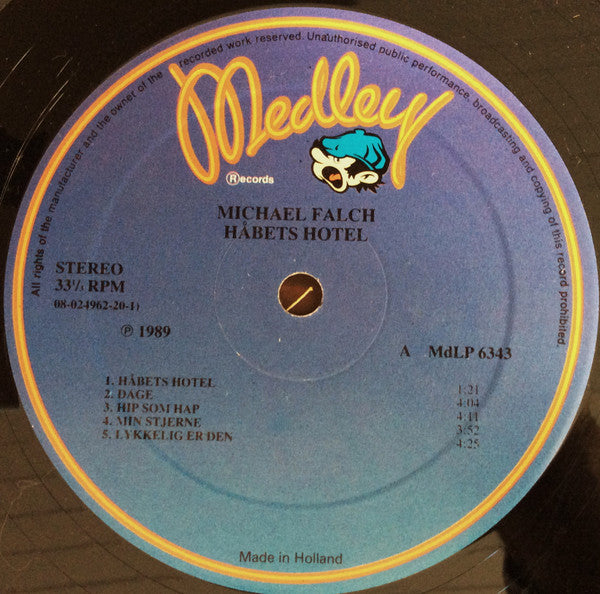 All rights of the manufacturer and the owner of the recorded work reserved. Unauthorised public performance, broadcasting and copying of this record prohibited.
Medley
Records
MICHAEL FALCH
HÅBETS HOTEL
STEREO
33⅓ RPM
08-024962-20-1)
℗ 1989
A MdLP 6343
1. HÅBETS HOTEL 1:21
2. DAGE 4:04
3. HIP SOM HAP 4:11
4. MIN STJERNE 3:52
5. LYKKELIG ER DEN 4:25
Made in Holland